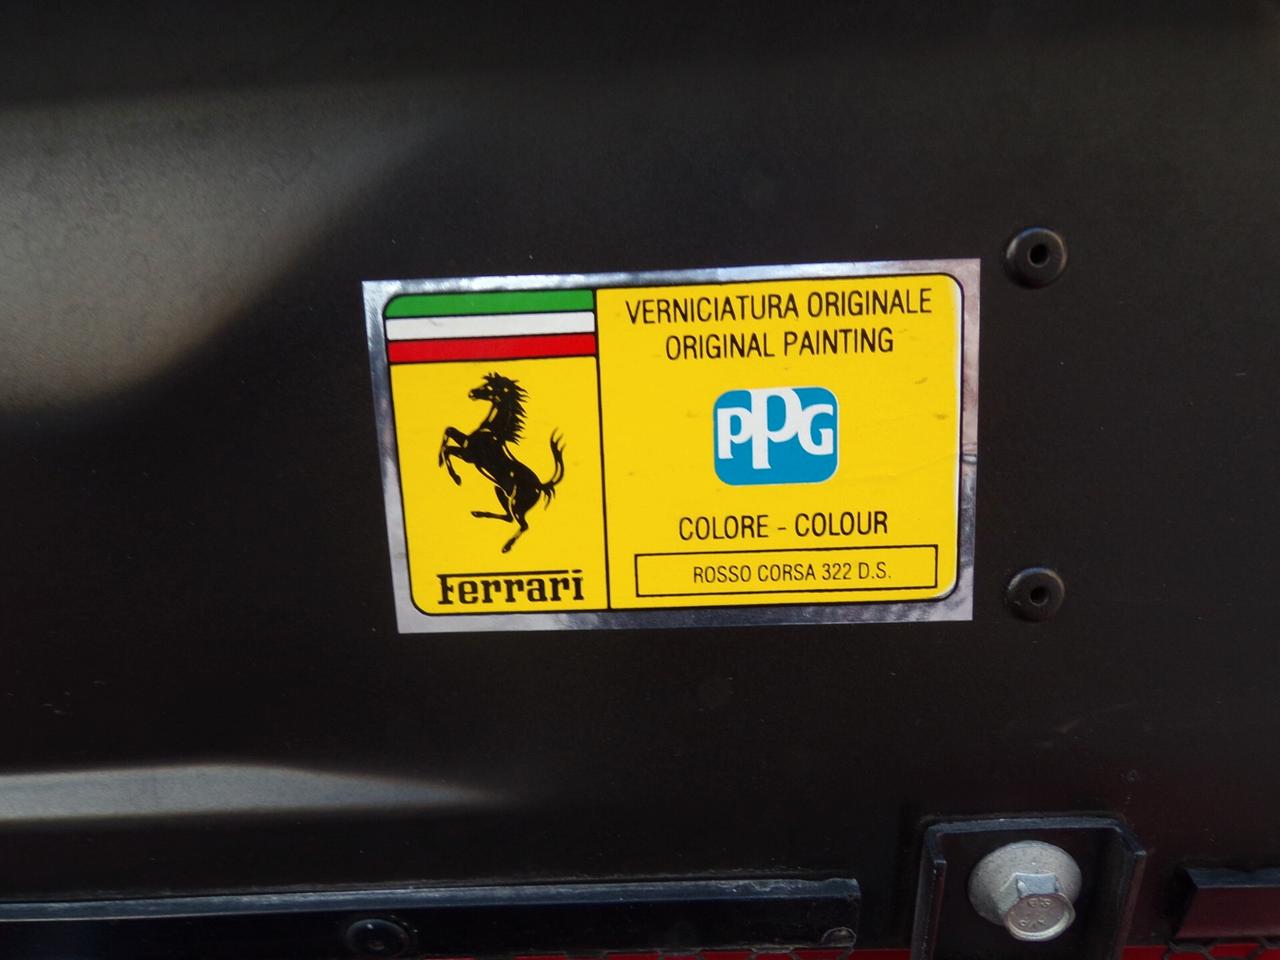 VERNICIATURA ORIGINALE
ORIGINAL PAINTING
PPG
COLORE - COLOUR
ROSSO CORSA 322 D.S.
Ferrari